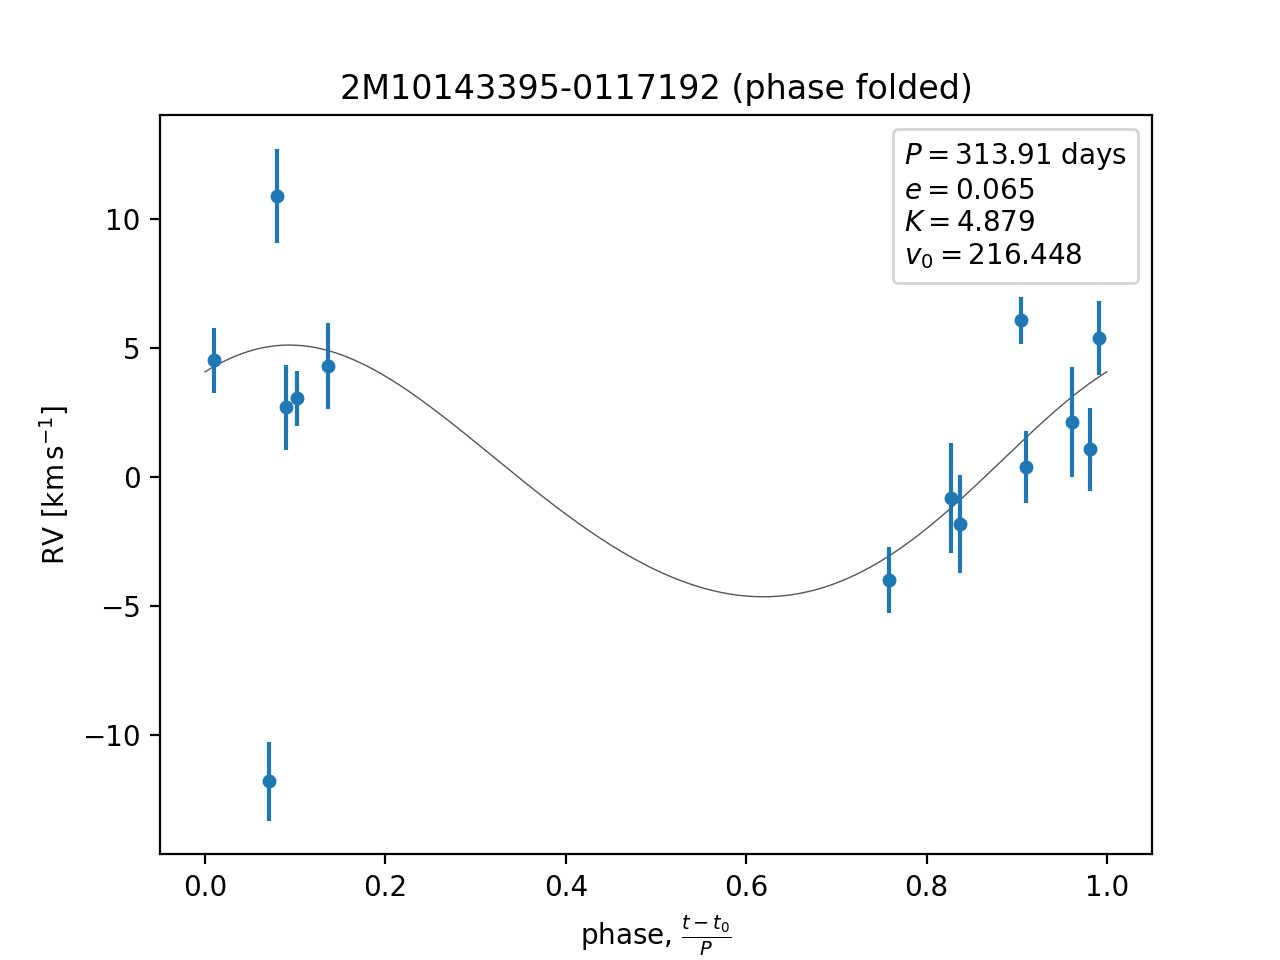 2M10143395-0117192 (phase folded)
P = 313.91 days
e = 0.065
K = 4.879
v₀ = 216.448
RV [km s⁻¹]
10
5
0
−5
−10
0.0 0.2 0.4 0.6 0.8 1.0
phase, (t − t₀)/P